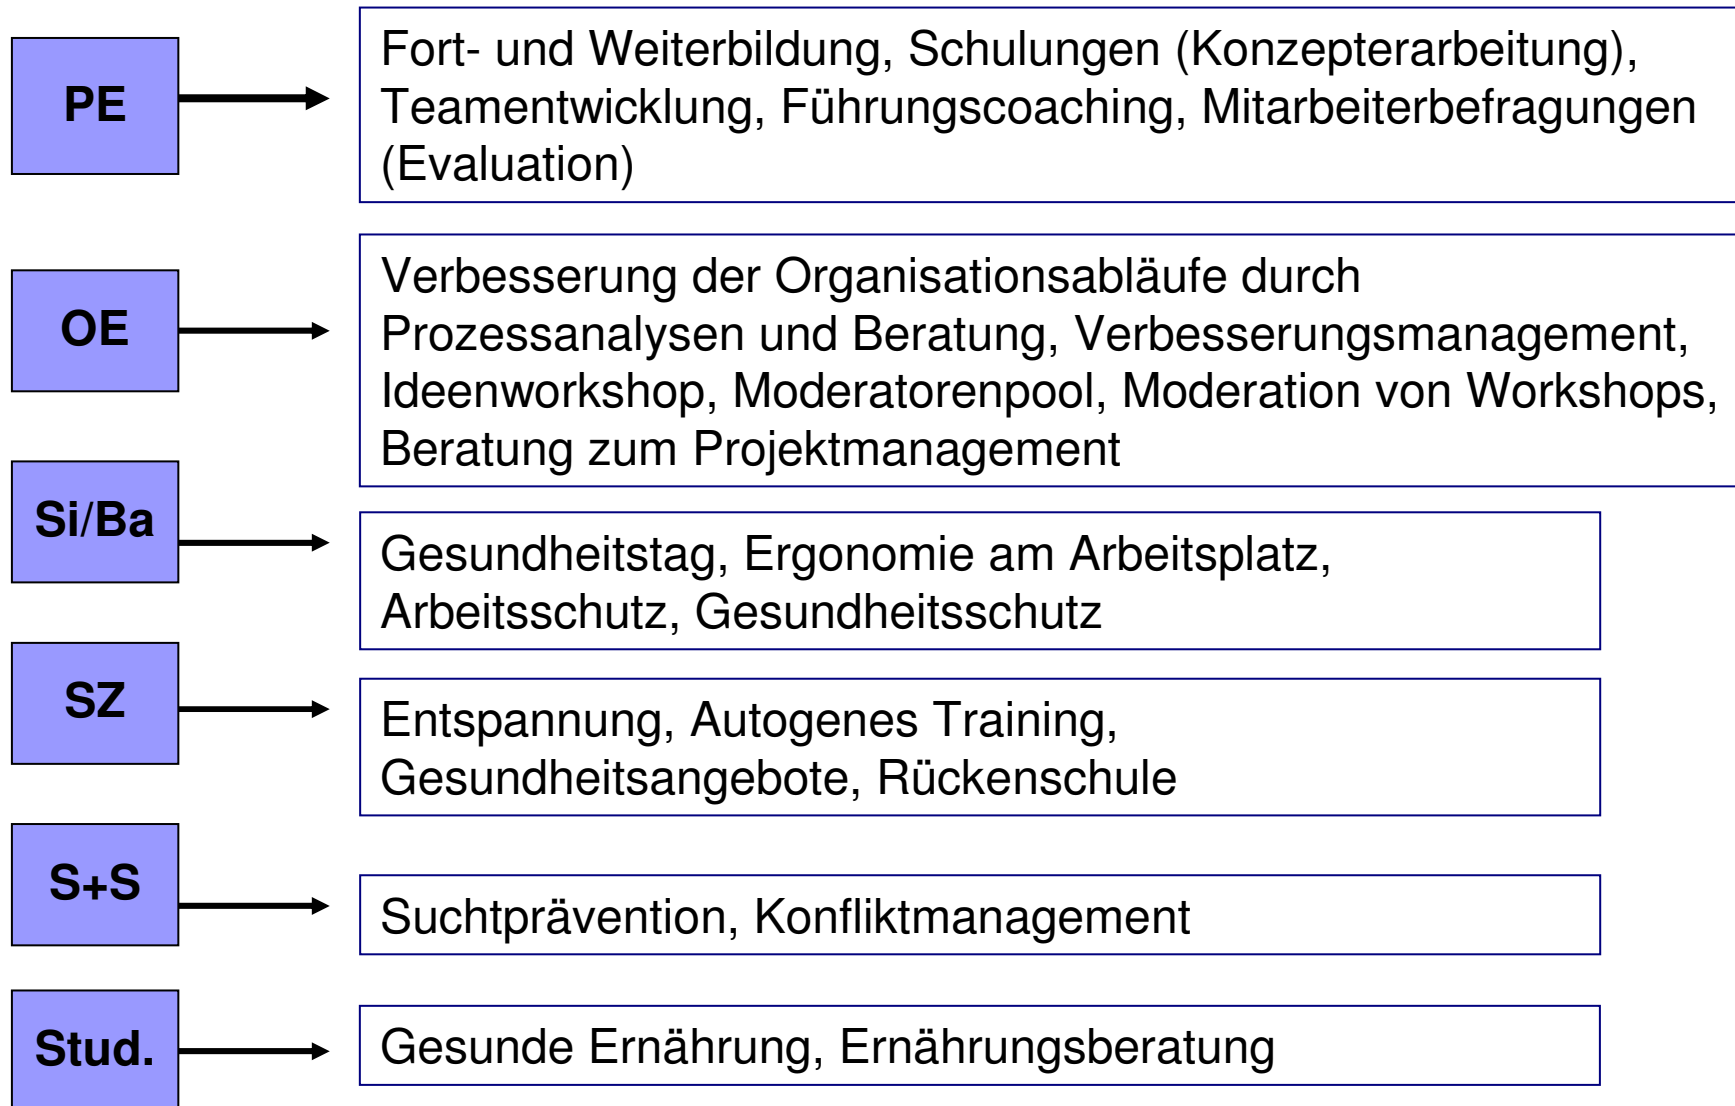 PE
Fort- und Weiterbildung, Schulungen (Konzepterarbeitung),
Teamentwicklung, Führungscoaching, Mitarbeiterbefragungen
(Evaluation)
OE
Verbesserung der Organisationsabläufe durch
Prozessanalysen und Beratung, Verbesserungsmanagement,
Ideenworkshop, Moderatorenpool, Moderation von Workshops,
Beratung zum Projektmanagement
Si/Ba
Gesundheitstag, Ergonomie am Arbeitsplatz,
Arbeitsschutz, Gesundheitsschutz
SZ
Entspannung, Autogenes Training,
Gesundheitsangebote, Rückenschule
S+S
Suchtprävention, Konfliktmanagement
Stud.
Gesunde Ernährung, Ernährungsberatung